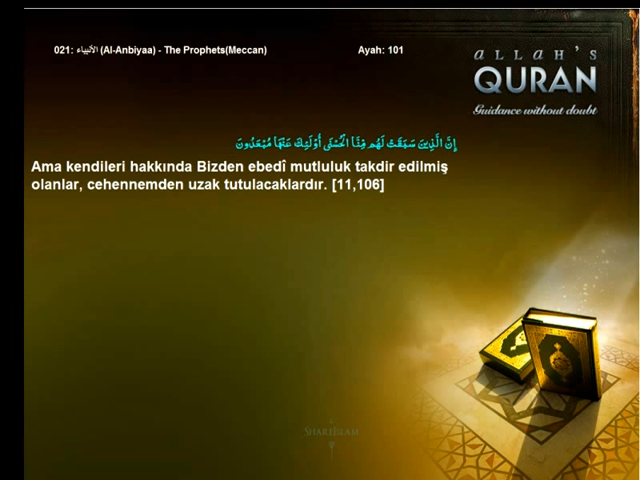 021: الأنبياء (Al-Anbiyaa) - The Prophets(Meccan) Ayah: 101
ALLAH'S
QURAN
Guidance without doubt
إِنَّ الَّذِينَ سَبَقَتْ لَهُم مِّنَّا الْحُسْنَىٰ أُوْلَٰئِكَ عَنْهَا مُبْعَدُونَ
Ama kendileri hakkında Bizden ebedî mutluluk takdir edilmiş
olanlar, cehennemden uzak tutulacaklardır. [11,106]
SHAREISLAM